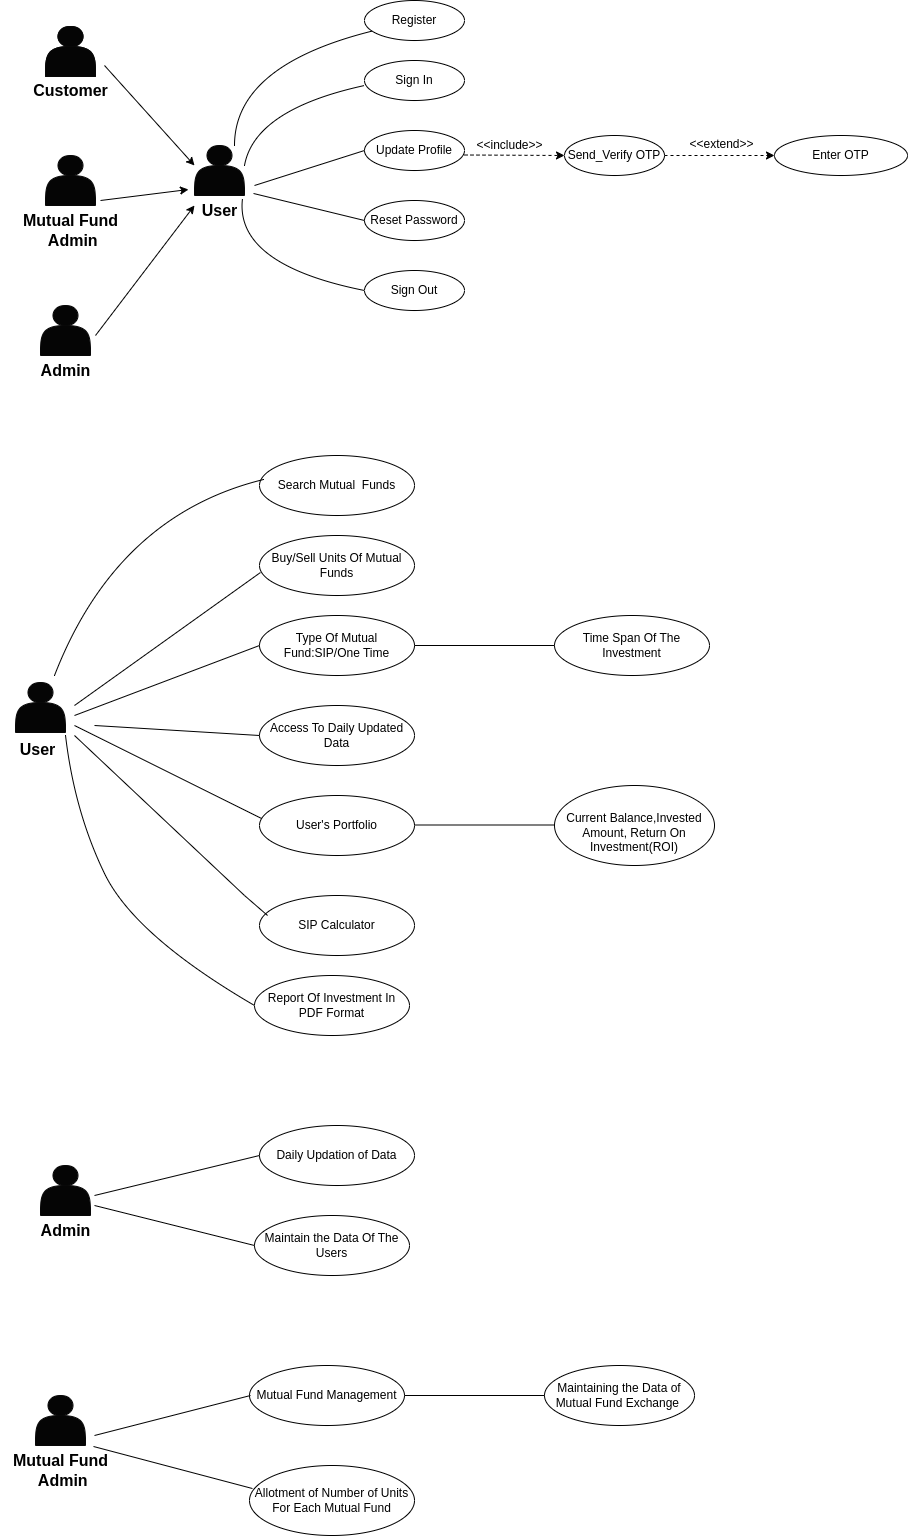 Register
Customer
Sign In
Mutual Fund
Admin
User
Update Profile
<<include>>
Send_Verify OTP
<<extend>>
Enter OTP
Reset Password
Sign Out
Admin
Search Mutual  Funds
Buy/Sell Units Of Mutual
Funds
Type Of Mutual
Fund:SIP/One Time
Time Span Of The
Investment
User
Access To Daily Updated
Data
User's Portfolio
Current Balance,Invested
Amount, Return On
Investment(ROI)
SIP Calculator
Report Of Investment In
PDF Format
Daily Updation of Data
Admin
Maintain the Data Of The
Users
Mutual Fund Management
Maintaining the Data of
Mutual Fund Exchange
Mutual Fund
Admin
Allotment of Number of Units
For Each Mutual Fund